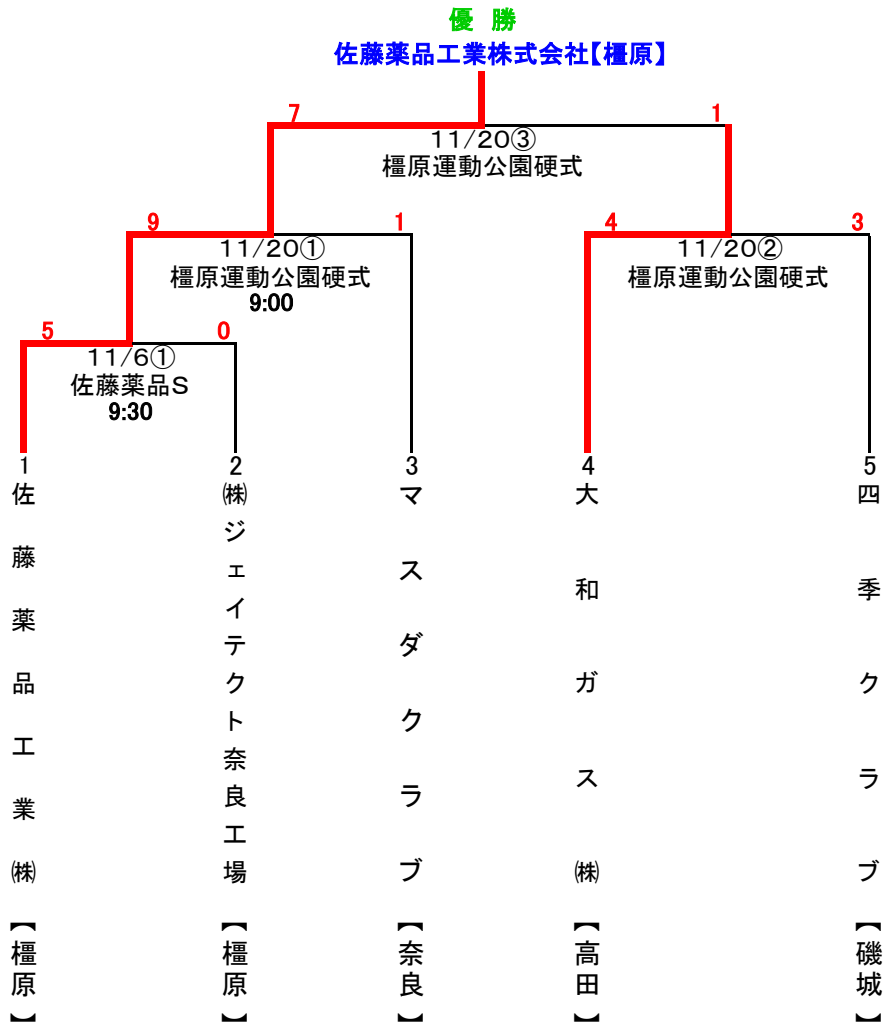 優 勝
佐藤薬品工業株式会社【橿原】
7
1
11/20③
橿原運動公園硬式
9
1
11/20①
橿原運動公園硬式
9:00
4
3
11/20②
橿原運動公園硬式
5
0
11/6①
佐藤薬品S
9:30
1
佐藤薬品工業㈱
【橿原】
2
㈱ジェイテクト奈良工場
【橿原】
3
マスダクラブ
【奈良】
4
大和ガス㈱
【高田】
5
四季クラブ
【磯城】